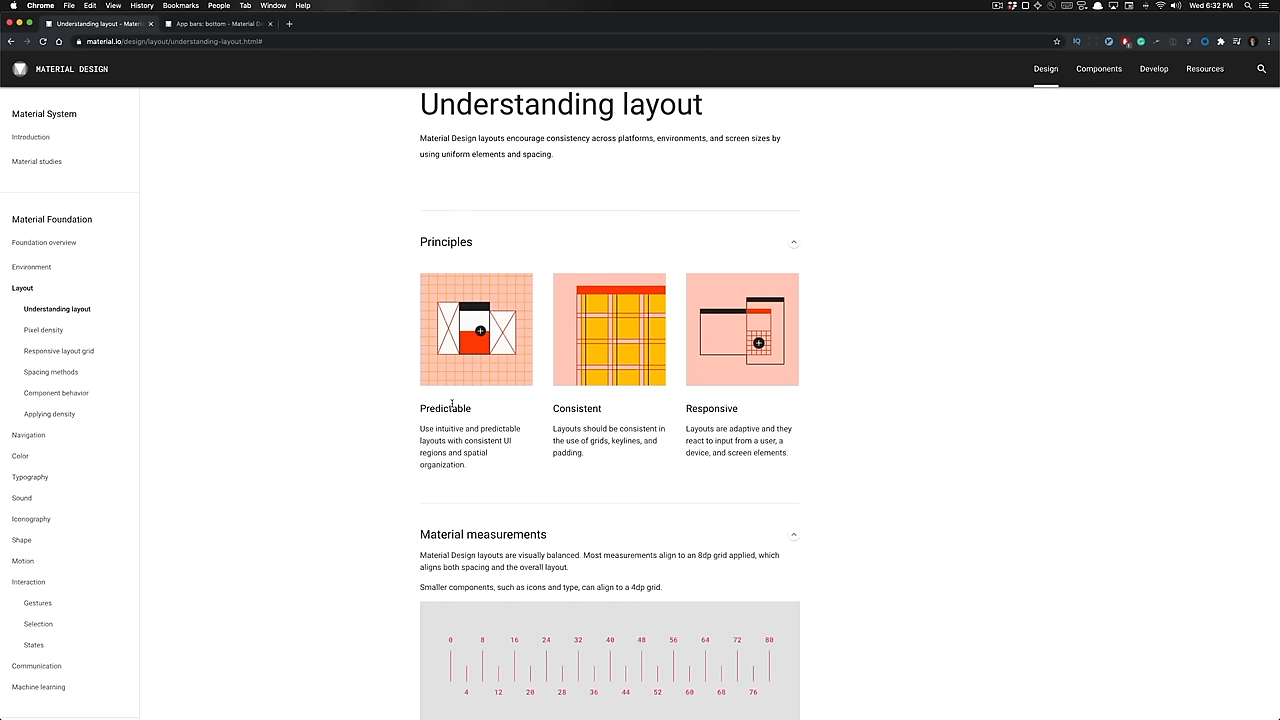 Chrome File Edit View History Bookmarks People Tab Window Help
Wed 6:32 PM
Understanding layout - Mater
App bars: bottom - Material De
material.io/design/layout/understanding-layout.html#
MATERIAL DESIGN
Design Components Develop Resources
Material System
Introduction
Material studies
Material Foundation
Foundation overview
Environment
Layout
Understanding layout
Pixel density
Responsive layout grid
Spacing methods
Component behavior
Applying density
Navigation
Color
Typography
Sound
Iconography
Shape
Motion
Interaction
Gestures
Selection
States
Communication
Machine learning
Understanding layout
Material Design layouts encourage consistency across platforms, environments, and screen sizes by
using uniform elements and spacing.
Principles
Predictable
Use intuitive and predictable
layouts with consistent UI
regions and spatial
organization.
Consistent
Layouts should be consistent in
the use of grids, keylines, and
padding.
Responsive
Layouts are adaptive and they
react to input from a user, a
device, and screen elements.
Material measurements
Material Design layouts are visually balanced. Most measurements align to an 8dp grid applied, which
aligns both spacing and the overall layout.
Smaller components, such as icons and type, can align to a 4dp grid.
0 8 16 24 32 40 48 56 64 72 80
4 12 20 28 36 44 52 60 68 76